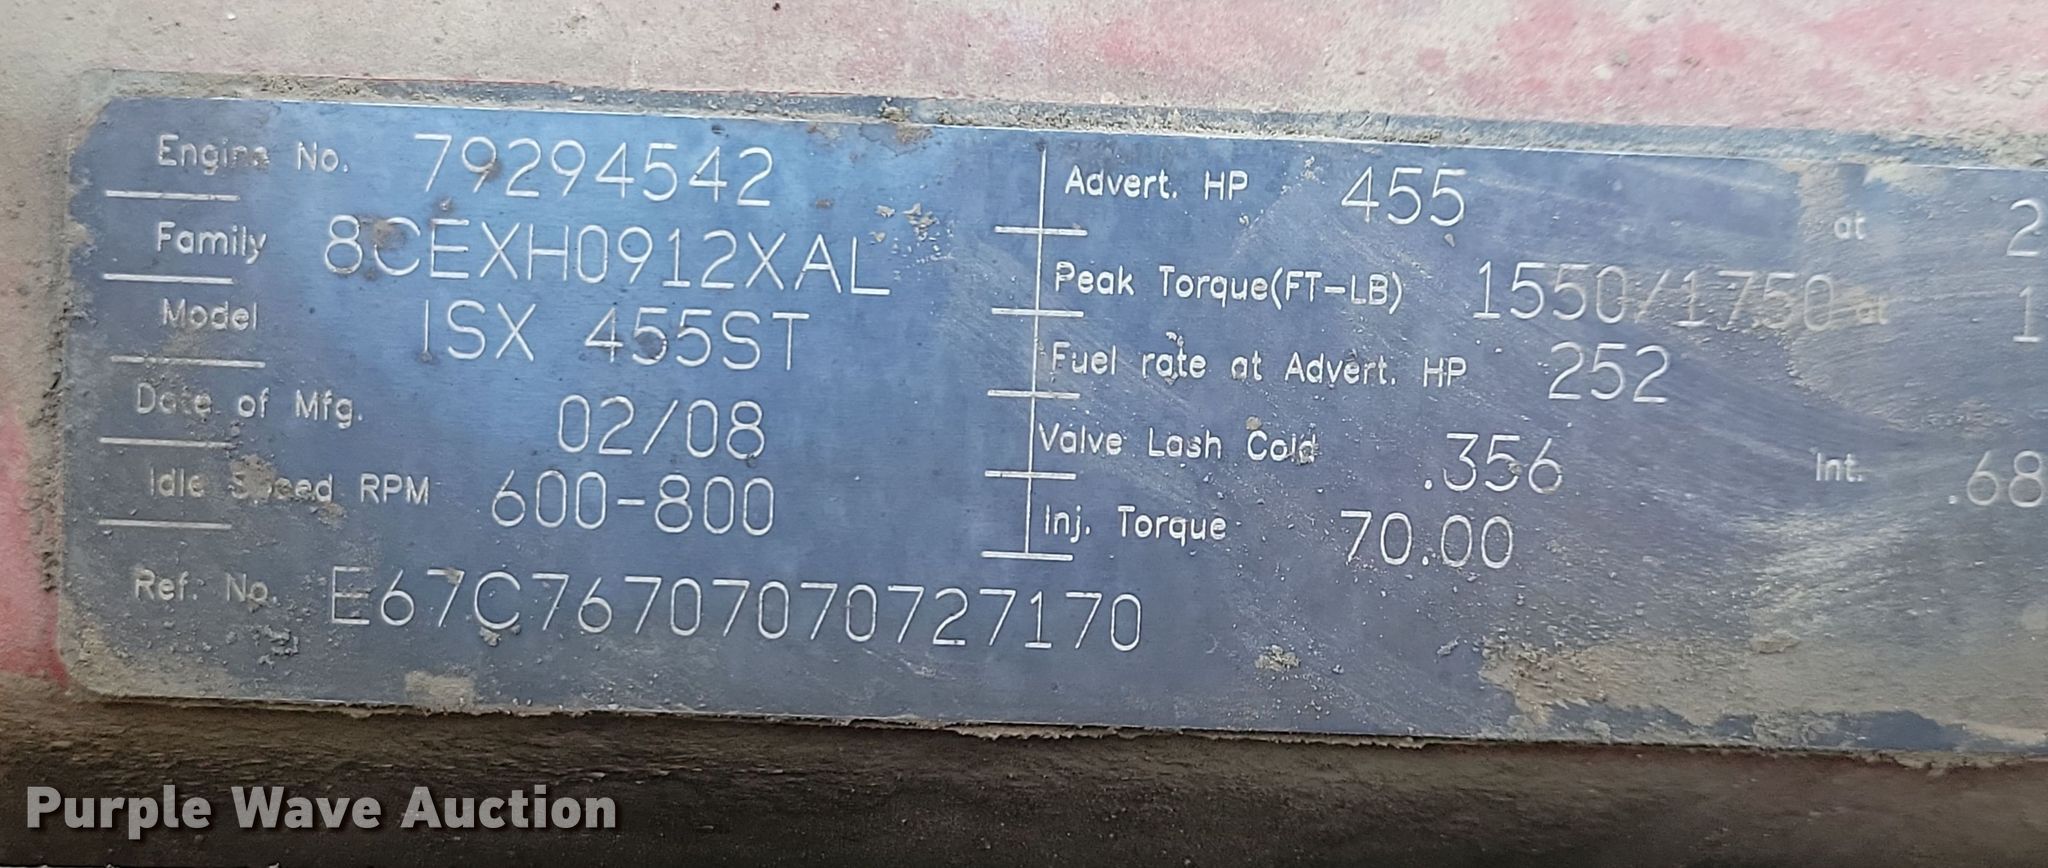 Engine No. 79294542
Family 8CEXH0912XAL
Model ISX 455ST
Date of Mfg. 02/08
Idle Speed RPM 600-800
Ref. No. E67C76707070727170
Advert. HP 455 at 2
Peak Torque(FT-LB) 1550/1750 at 1
Fuel rate at Advert. HP 252
Valve Lash Cold .356 Int. .68
Inj. Torque 70.00
Purple Wave Auction